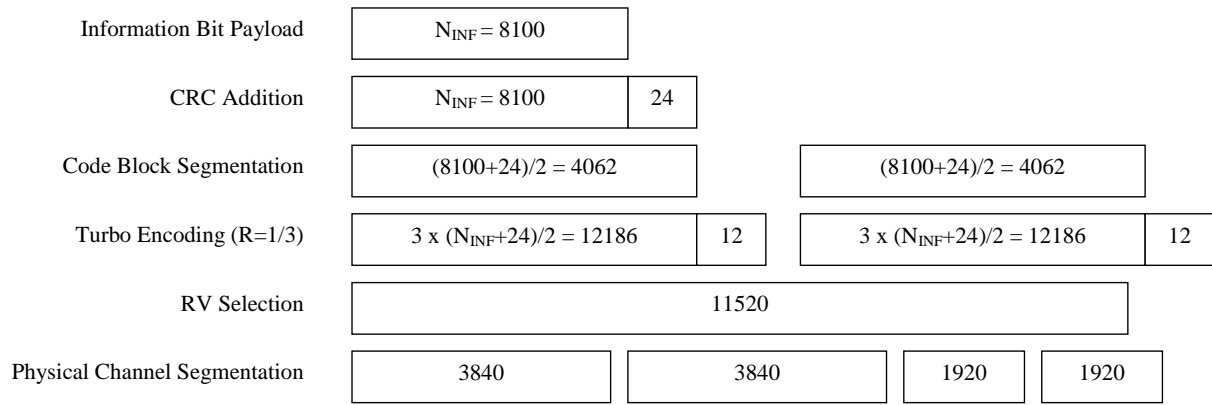 Information Bit Payload N_INF = 8100
CRC Addition N_INF = 8100 24
Code Block Segmentation (8100+24)/2 = 4062 (8100+24)/2 = 4062
Turbo Encoding (R=1/3) 3 x (N_INF+24)/2 = 12186 12 3 x (N_INF+24)/2 = 12186 12
RV Selection 11520
Physical Channel Segmentation 3840 3840 1920 1920